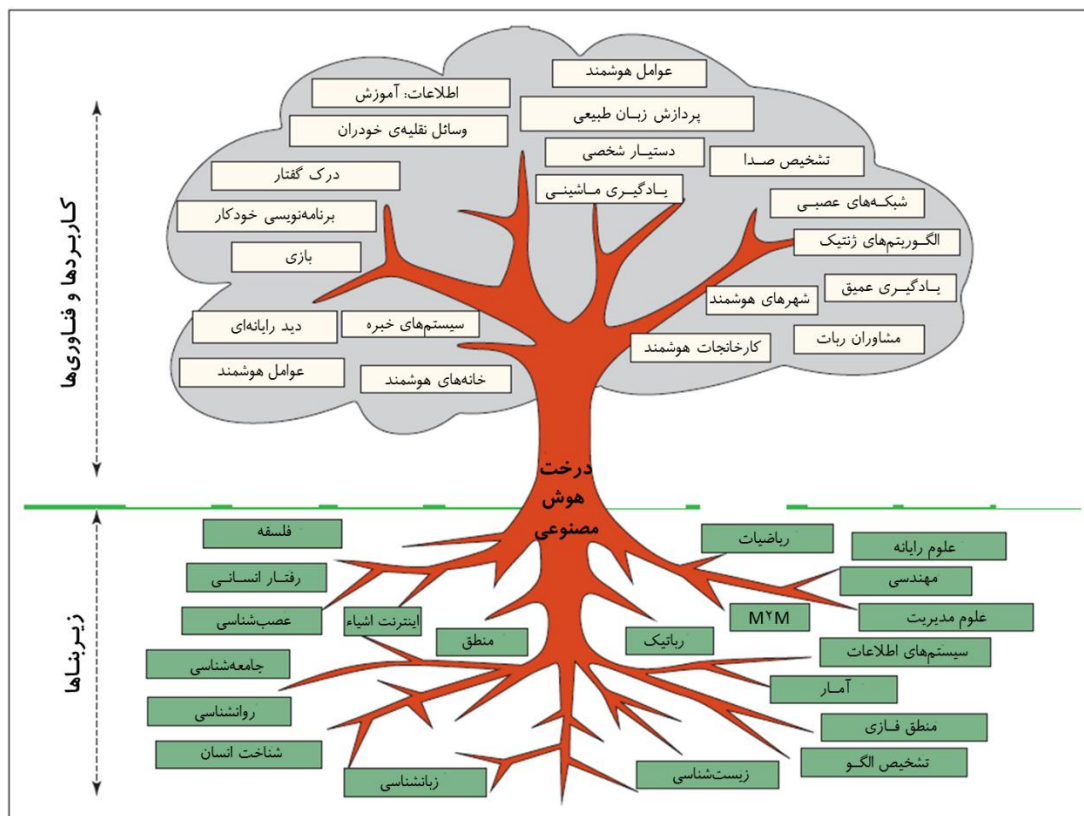 عوامل هوشمند
اطلاعات: آموزش
پردازش زبان طبیعی
وسائل نقلیه‌ی خودران
دستیار شخصی
تشخیص صدا
درک گفتار
یادگیری ماشینی
شبکه‌های عصبی
برنامه‌نویسی خودکار
الگوریتم‌های ژنتیک
بازی
یادگیری عمیق
شهرهای هوشمند
دید رایانه‌ای
سیستم‌های خبره
مشاوران ربات
کارخانجات هوشمند
عوامل هوشمند
خانه‌های هوشمند
کاربردها و فناوری‌ها
درخت
هوش
مصنوعی
زیربناها
فلسفه
ریاضیات
علوم رایانه
رفتار انسانی
مهندسی
عصب‌شناسی
اینترنت اشیاء
M۲M
علوم مدیریت
منطق
رباتیک
سیستم‌های اطلاعات
جامعه‌شناسی
آمار
روانشناسی
منطق فازی
شناخت انسان
تشخیص الگو
زبانشناسی
زیست‌شناسی